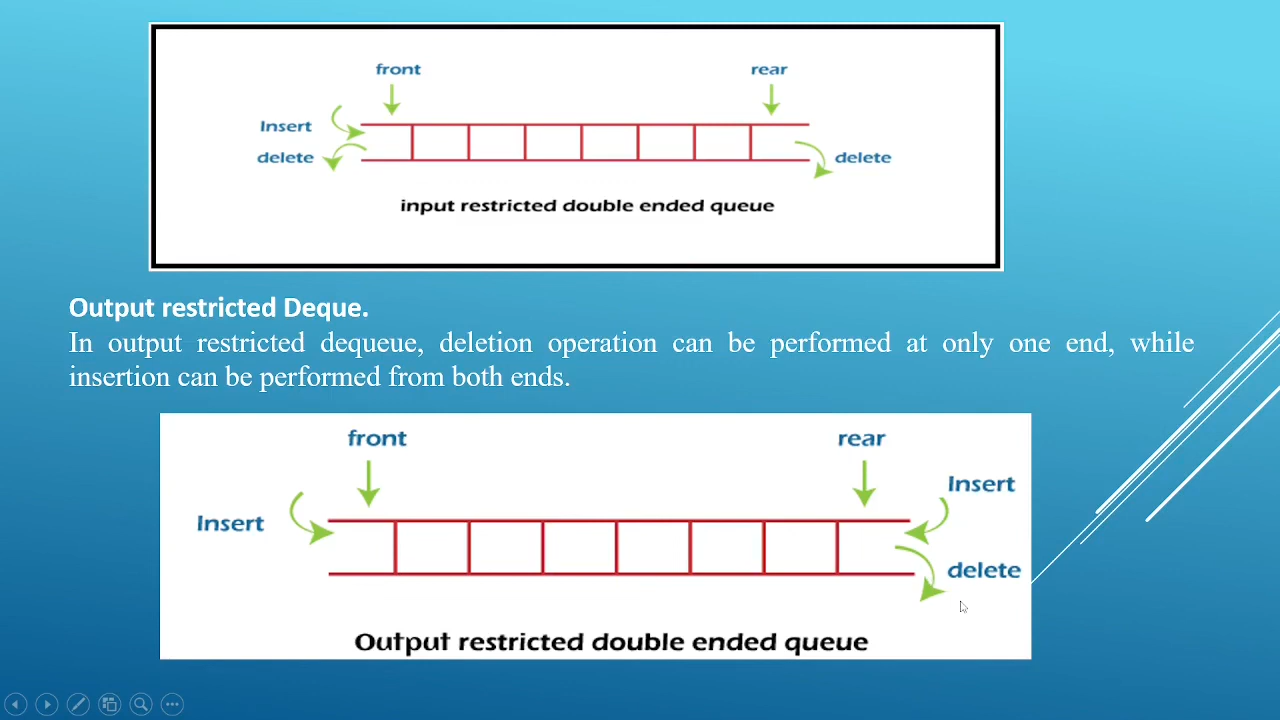 front rear
Insert
delete delete
input restricted double ended queue
Output restricted Deque.
In output restricted dequeue, deletion operation can be performed at only one end, while
insertion can be performed from both ends.
front rear
Insert
Insert
delete
Output restricted double ended queue